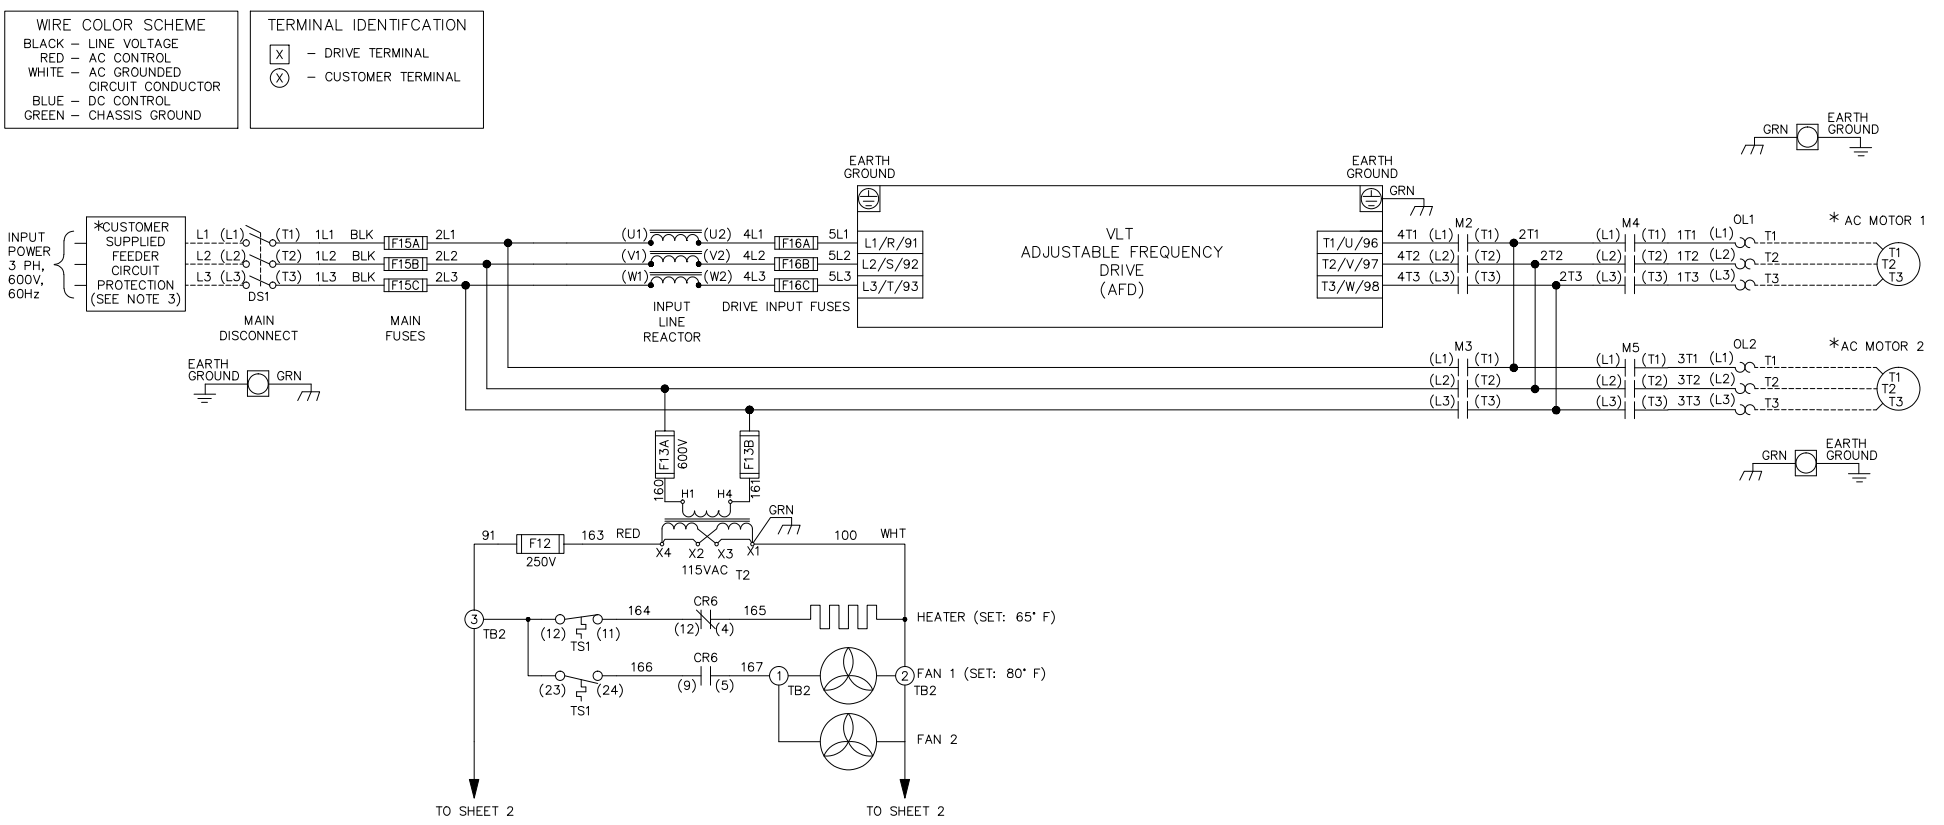 WIRE COLOR SCHEME
BLACK – LINE VOLTAGE
RED – AC CONTROL
WHITE – AC GROUNDED
CIRCUIT CONDUCTOR
BLUE – DC CONTROL
GREEN – CHASSIS GROUND
TERMINAL IDENTIFCATION
X – DRIVE TERMINAL
X – CUSTOMER TERMINAL
GRN
EARTH
GROUND
EARTH
GROUND
EARTH
GROUND
GRN
INPUT
POWER
3 PH,
600V,
60Hz
*CUSTOMER
SUPPLIED
FEEDER
CIRCUIT
PROTECTION
(SEE NOTE 3)
L1 (L1) (T1) 1L1 BLK F15A 2L1
L2 (L2) (T2) 1L2 BLK F15B 2L2
L3 (L3) (T3) 1L3 BLK F15C 2L3
DS1
MAIN
DISCONNECT
MAIN
FUSES
(U1) (U2) 4L1 F16A 5L1
(V1) (V2) 4L2 F16B 5L2
(W1) (W2) 4L3 F16C 5L3
INPUT
LINE
REACTOR
DRIVE INPUT FUSES
L1/R/91
L2/S/92
L3/T/93
VLT
ADJUSTABLE FREQUENCY
DRIVE
(AFD)
T1/U/96
T2/V/97
T3/W/98
M2
M4
OL1
* AC MOTOR 1
4T1 (L1) (T1) 2T1 (L1) (T1) 1T1 (L1) T1
4T2 (L2) (T2) 2T2 (L2) (T2) 1T2 (L2) T2
4T3 (L3) (T3) 2T3 (L3) (T3) 1T3 (L3) T3
T1
T2
T3
M3
M5
OL2
*AC MOTOR 2
(L1) (T1) (L1) (T1) 3T1 (L1) T1
(L2) (T2) (L2) (T2) 3T2 (L2) T2
(L3) (T3) (L3) (T3) 3T3 (L3) T3
T1
T2
T3
EARTH
GROUND
GRN
GRN
EARTH
GROUND
F13A
600V
F13B
160
161
H1
H4
GRN
91
F12
250V
163
RED
X4
X2
X3
X1
100
WHT
115VAC
T2
3
TB2
(12)
(11)
TS1
164
CR6
(12)
(4)
165
HEATER (SET: 65° F)
(23)
(24)
TS1
166
CR6
(9)
(5)
167
1
TB2
2
TB2
FAN 1 (SET: 80° F)
FAN 2
TO SHEET 2
TO SHEET 2